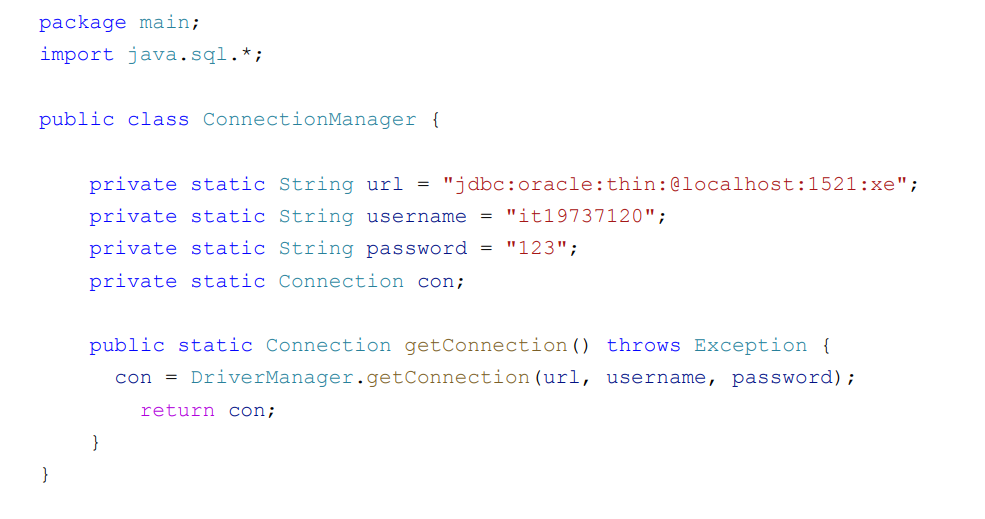 package main;
import java.sql.*;
public class ConnectionManager {
private static String url = "jdbc:oracle:thin:@localhost:1521:xe";
private static String username = "it19737120";
private static String password = "123";
private static Connection con;
public static Connection getConnection() throws Exception {
con = DriverManager.getConnection(url, username, password);
return con;
}
}